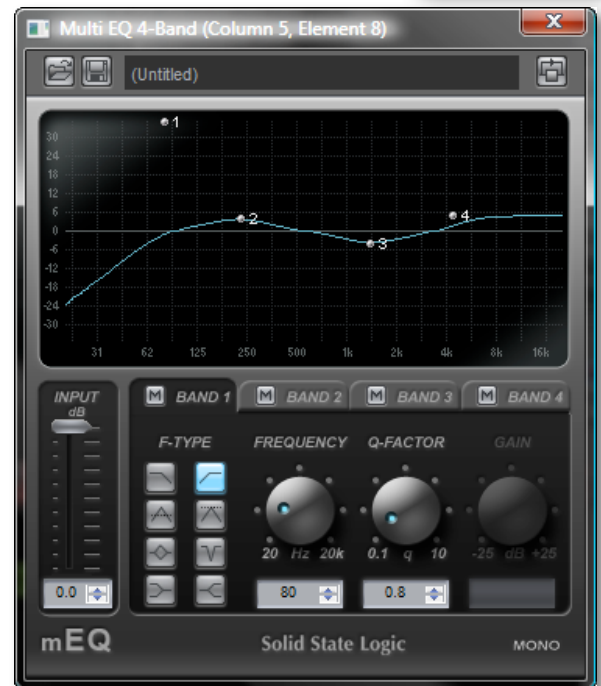 Multi EQ 4-Band (Column 5, Element 8)
X
(Untitled)
1
30
24
18
12
6
0
-6
-12
-18
-24
-30
2
3
4
31 62 125 250 500 1k 2k 4k 8k 16k
INPUT
dB
M BAND 1 M BAND 2 M BAND 3 M BAND 4
F-TYPE FREQUENCY Q-FACTOR GAIN
20 Hz 20k 0.1 q 10 -25 dB +25
0.0 80 0.8
mEQ Solid State Logic MONO